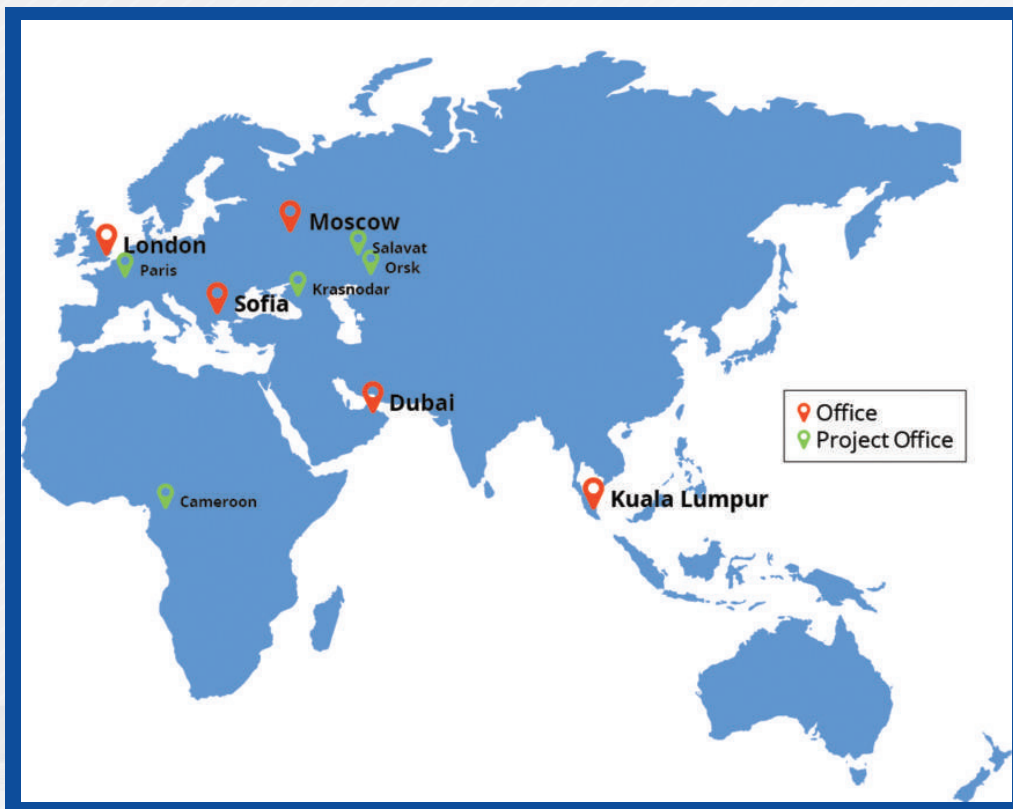 Moscow
London
Salavat
Orsk
Paris
Krasnodar
Sofia
Dubai
Office
Project Office
Cameroon
Kuala Lumpur